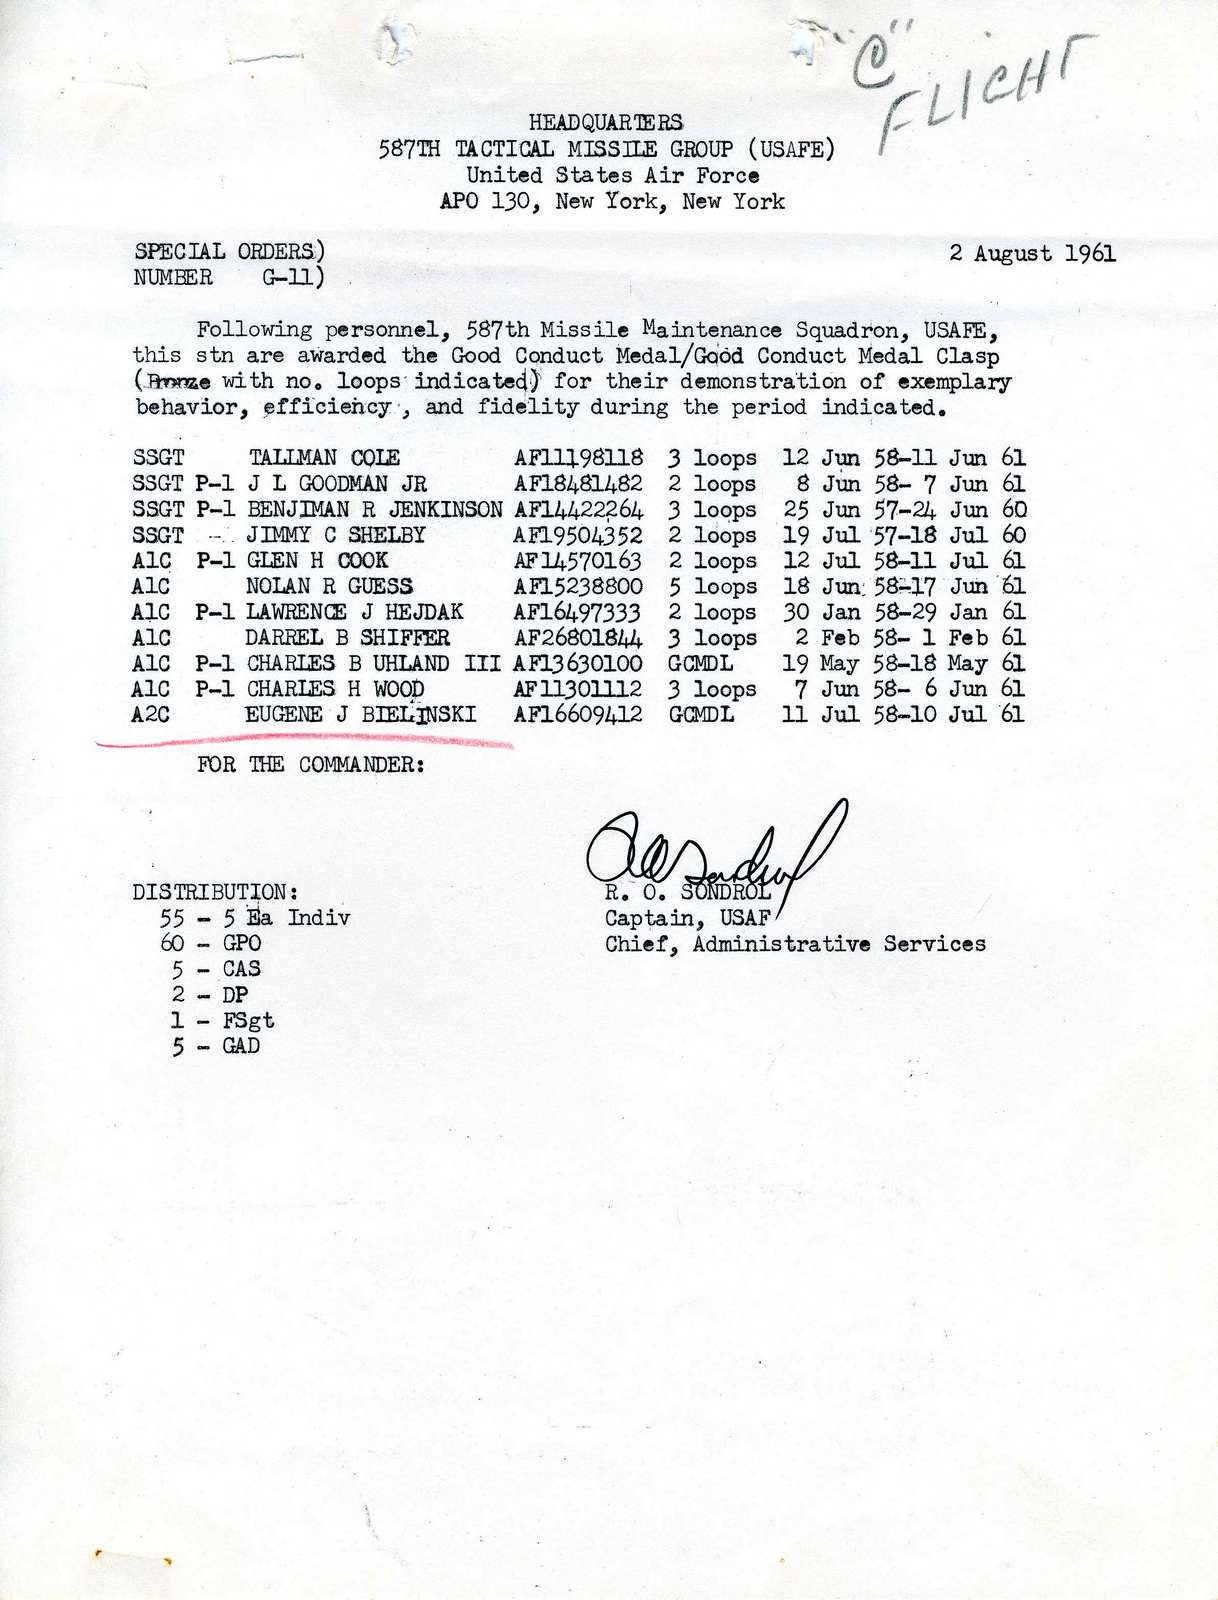 "C"
FLIGHT
HEADQUARTERS
587TH TACTICAL MISSILE GROUP (USAFE)
United States Air Force
APO 130, New York, New York
SPECIAL ORDERS) 2 August 1961
NUMBER G-11)
Following personnel, 587th Missile Maintenance Squadron, USAFE,
this stn are awarded the Good Conduct Medal/Good Conduct Medal Clasp
(Bronze with no. loops indicated) for their demonstration of exemplary
behavior, efficiency, and fidelity during the period indicated.
SSGT TALLMAN COLE AF11198118 3 loops 12 Jun 58-11 Jun 61
SSGT P-1 J L GOODMAN JR AF18481482 2 loops 8 Jun 58- 7 Jun 61
SSGT P-1 BENJIMAN R JENKINSON AF14422264 3 loops 25 Jun 57-24 Jun 60
SSGT -- JIMMY C SHELBY AF19504352 2 loops 19 Jul 57-18 Jul 60
A1C P-1 GLEN H COOK AF14570163 2 loops 12 Jul 58-11 Jul 61
A1C NOLAN R GUESS AF15238800 5 loops 18 Jun 58-17 Jun 61
A1C P-1 LAWRENCE J HEJDAK AF16497333 2 loops 30 Jan 58-29 Jan 61
A1C DARREL B SHIFFER AF26801844 3 loops 2 Feb 58- 1 Feb 61
A1C P-1 CHARLES B UHLAND III AF13630100 GCMDL 19 May 58-18 May 61
A1C P-1 CHARLES H WOOD AF11301112 3 loops 7 Jun 58- 6 Jun 61
A2C EUGENE J BIELINSKI AF16609412 GCMDL 11 Jul 58-10 Jul 61
FOR THE COMMANDER:
R. O. SONDROL
Captain, USAF
Chief, Administrative Services
DISTRIBUTION:
55 - 5 Ea Indiv
60 - GPO
5 - CAS
2 - DP
1 - FSgt
5 - GAD